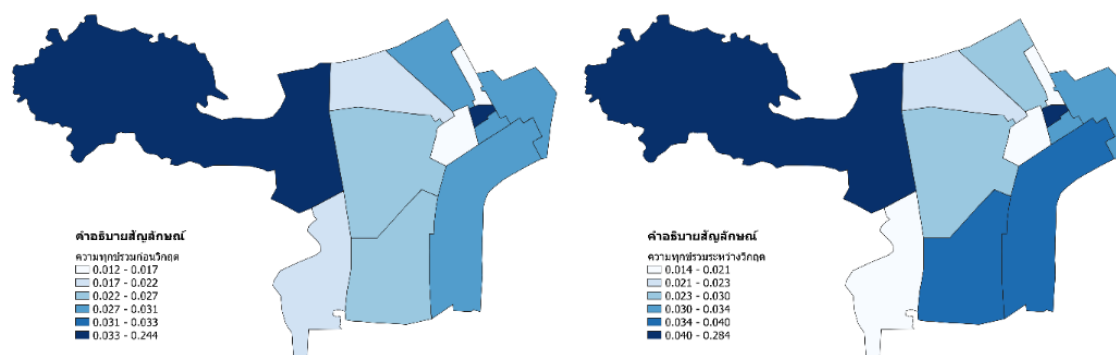 คำอธิบายสัญลักษณ์
ความทุกข์รวมก่อนวิกฤต
0.012 - 0.017
0.017 - 0.022
0.022 - 0.027
0.027 - 0.031
0.031 - 0.033
0.033 - 0.244
คำอธิบายสัญลักษณ์
ความทุกข์รวมระหว่างวิกฤต
0.014 - 0.021
0.021 - 0.023
0.023 - 0.030
0.030 - 0.034
0.034 - 0.040
0.040 - 0.284